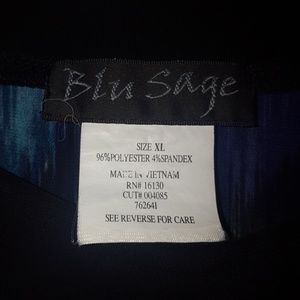 Blu Sage
SIZE XL
96%POLYESTER 4%SPANDEX
MADE IN VIETNAM
RN# 16130
CUT# 004085
762641
SEE REVERSE FOR CARE